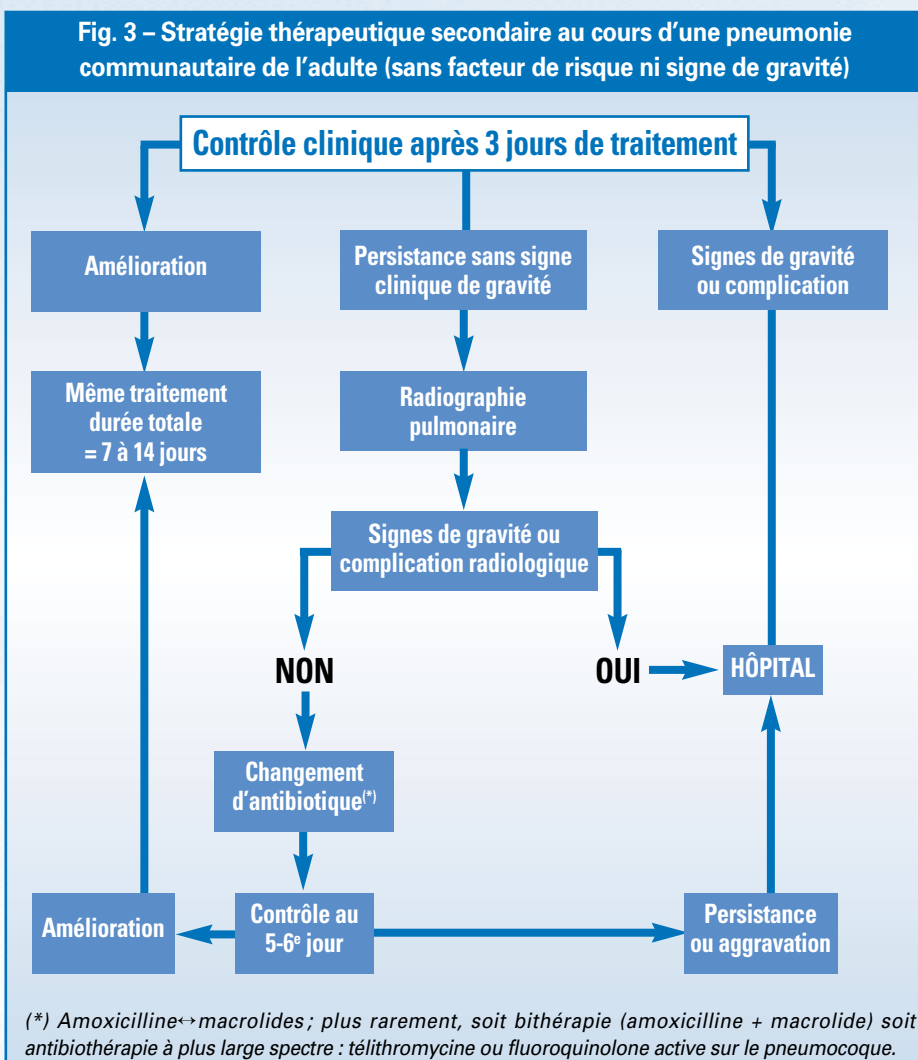 Fig. 3 – Stratégie thérapeutique secondaire au cours d’une pneumonie
communautaire de l’adulte (sans facteur de risque ni signe de gravité)
Contrôle clinique après 3 jours de traitement
Amélioration
Persistance sans signe
clinique de gravité
Signes de gravité
ou complication
Même traitement
durée totale
= 7 à 14 jours
Radiographie
pulmonaire
Signes de gravité ou
complication radiologique
NON
OUI
HÔPITAL
Changement
d’antibiotique(*)
Amélioration
Contrôle au
5-6e jour
Persistance
ou aggravation
(*) Amoxicilline↔macrolides ; plus rarement, soit bithérapie (amoxicilline + macrolide) soit
antibiothérapie à plus large spectre : télithromycine ou fluoroquinolone active sur le pneumocoque.